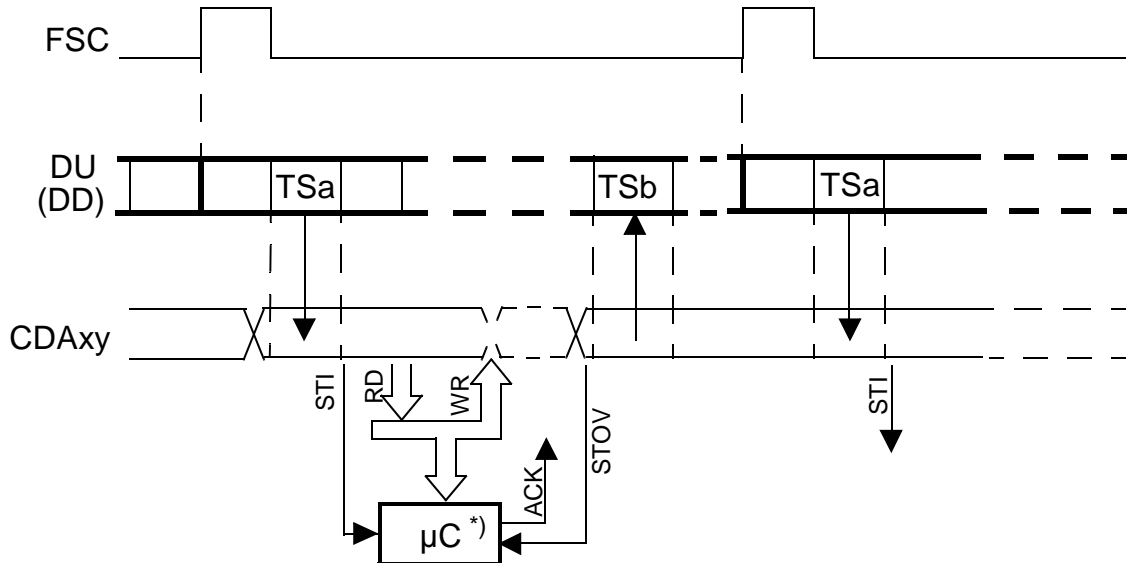 FSC
DU
(DD)
TSa
TSb
TSa
CDAxy
STI
RD
WR
ACK
STOV
STI
µC *)